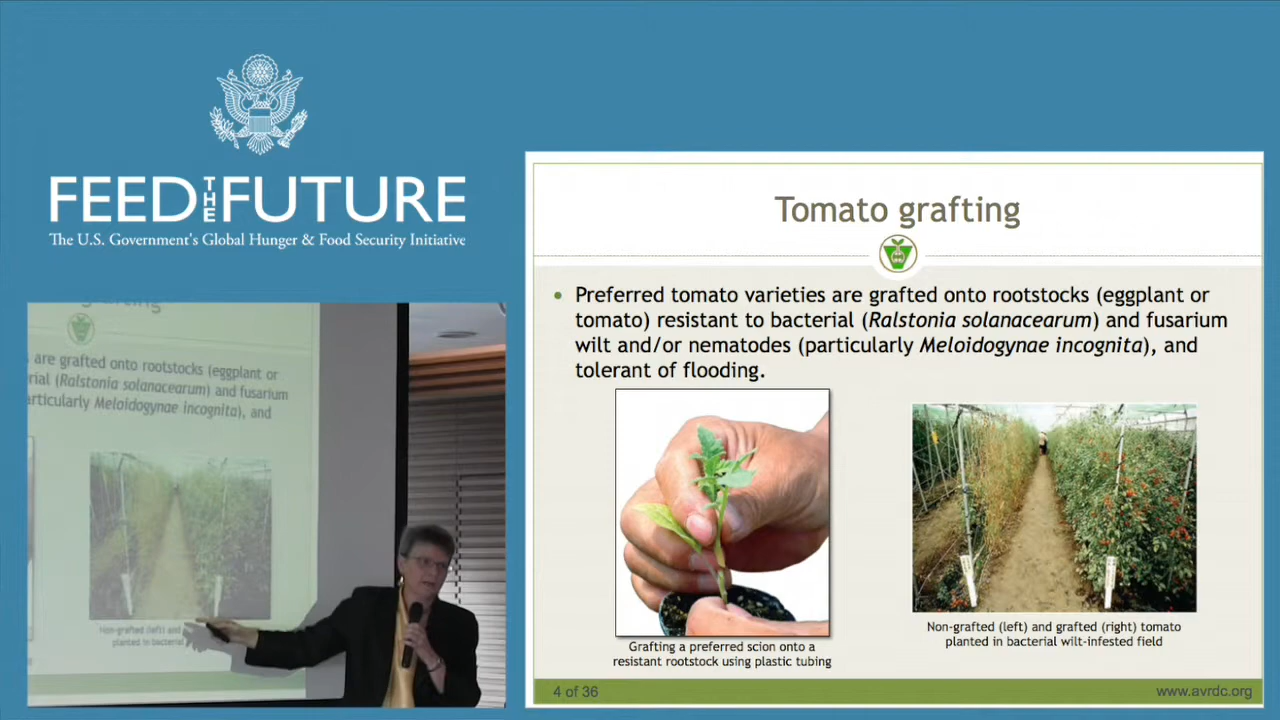 FEED THE FUTURE
The U.S. Government's Global Hunger & Food Security Initiative
Tomato grafting
• Preferred tomato varieties are grafted onto rootstocks (eggplant or
tomato) resistant to bacterial (Ralstonia solanacearum) and fusarium
wilt and/or nematodes (particularly Meloidogynae incognita), and
tolerant of flooding.
Grafting a preferred scion onto a
resistant rootstock using plastic tubing
Non-grafted (left) and grafted (right) tomato
planted in bacterial wilt-infested field
4 of 36
www.avrdc.org
grafting
are grafted onto rootstocks (eggplant or
rial (Ralstonia solanacearum) and fusarium
articularly Meloidogynae incognita), and
Non-grafted (left) and
planted in bacterial